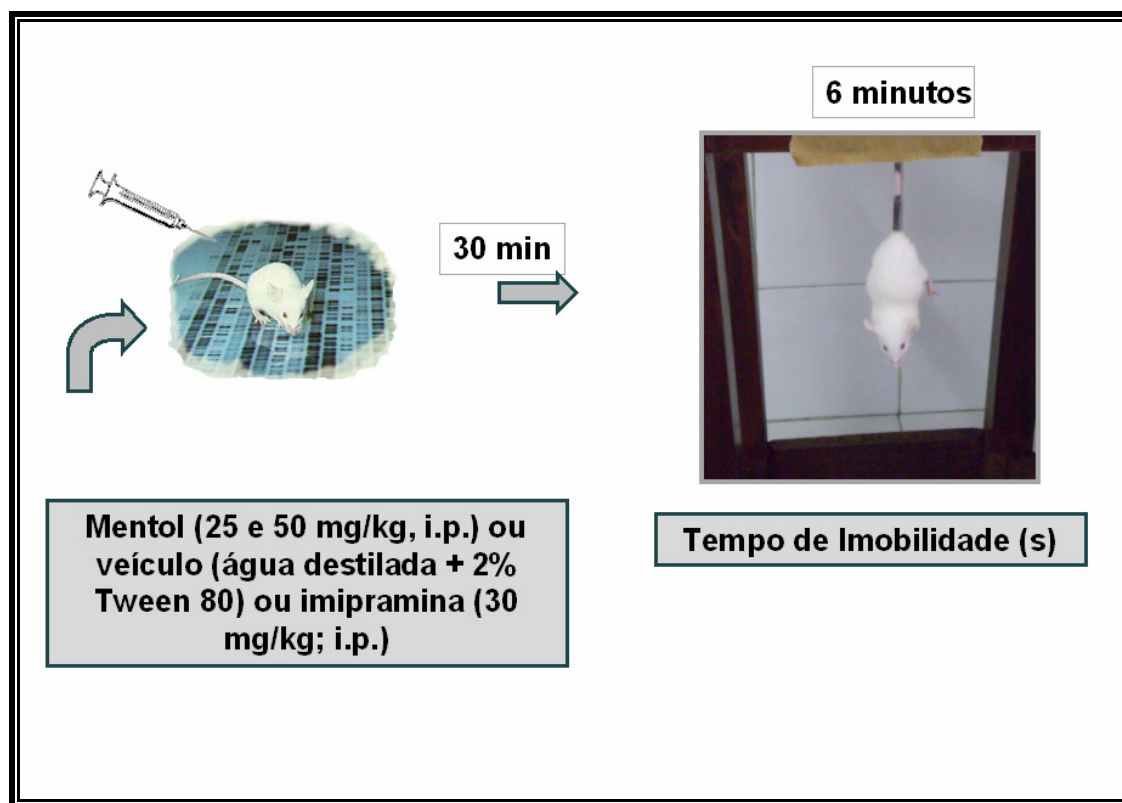 6 minutos
30 min
Mentol (25 e 50 mg/kg, i.p.) ou
veículo (água destilada + 2%
Tween 80) ou imipramina (30
mg/kg; i.p.)
Tempo de Imobilidade (s)